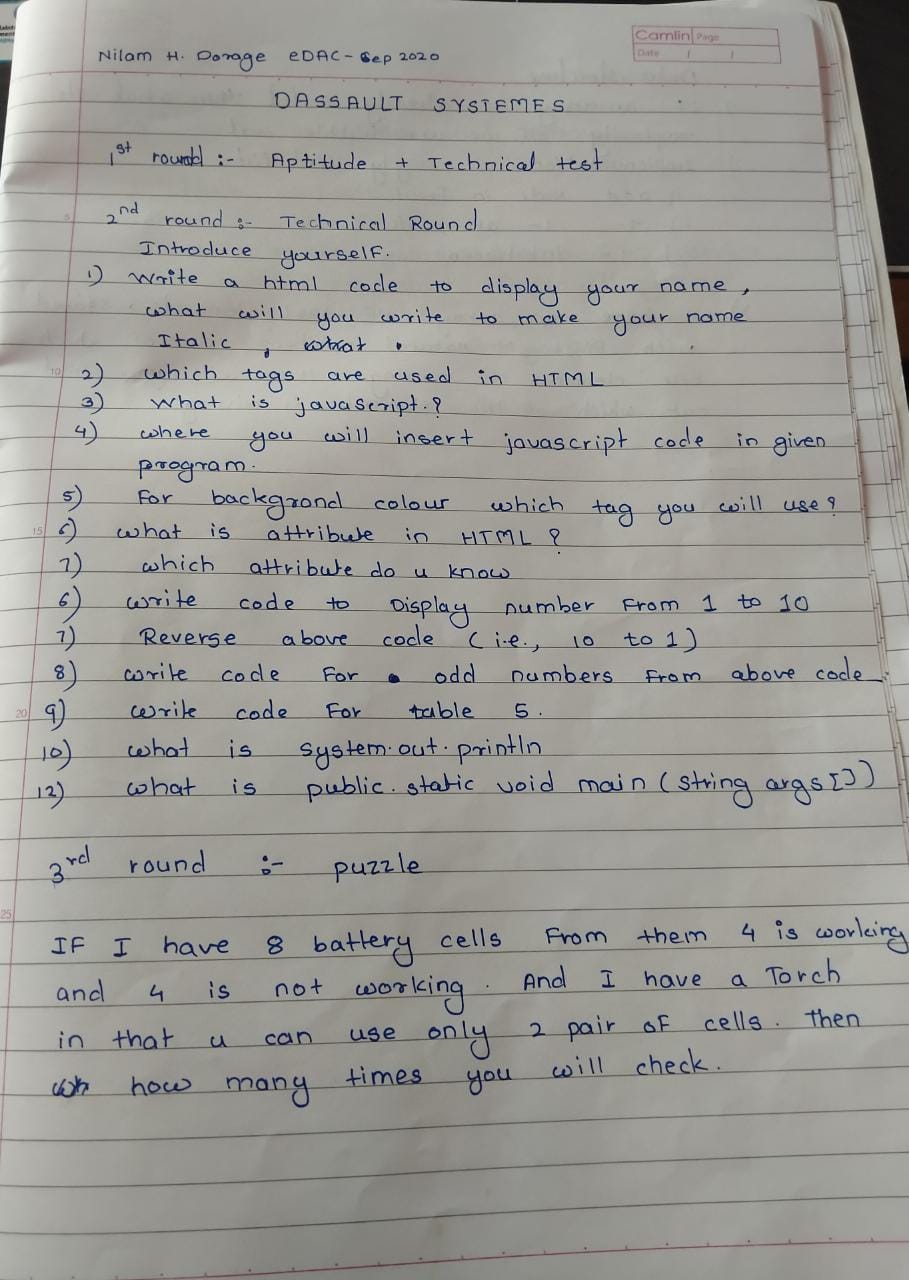 Camlin Page
Date / /
Nilam H. Dorage eDAC - Sep 2020
DASSAULT SYSTEMES
1st round :- Aptitude + Technical test
2nd round :- Technical Round
Introduce yourself.
1) Write a html code to display your name,
what will you write to make your name
Italic , what .
2) which tags are used in HTML
3) What is javascript.?
4) where you will insert javascript code in given
program.
5) For backgrond colour which tag you will use ?
6) what is attribute in HTML ?
7) which attribute do u know
6) write code to Display number From 1 to 10
7) Reverse above code (i.e., 10 to 1)
8) write code For odd numbers from above code
9) write code For table 5.
10) what is system.out.println
12) what is public.static void main (string args[])
3rd round :- puzzle
IF I have 8 battery cells From them 4 is working
and 4 is not working. And I have a Torch
in that u can use only 2 pair of cells. Then
how many times you will check.
5
10
15
20
25